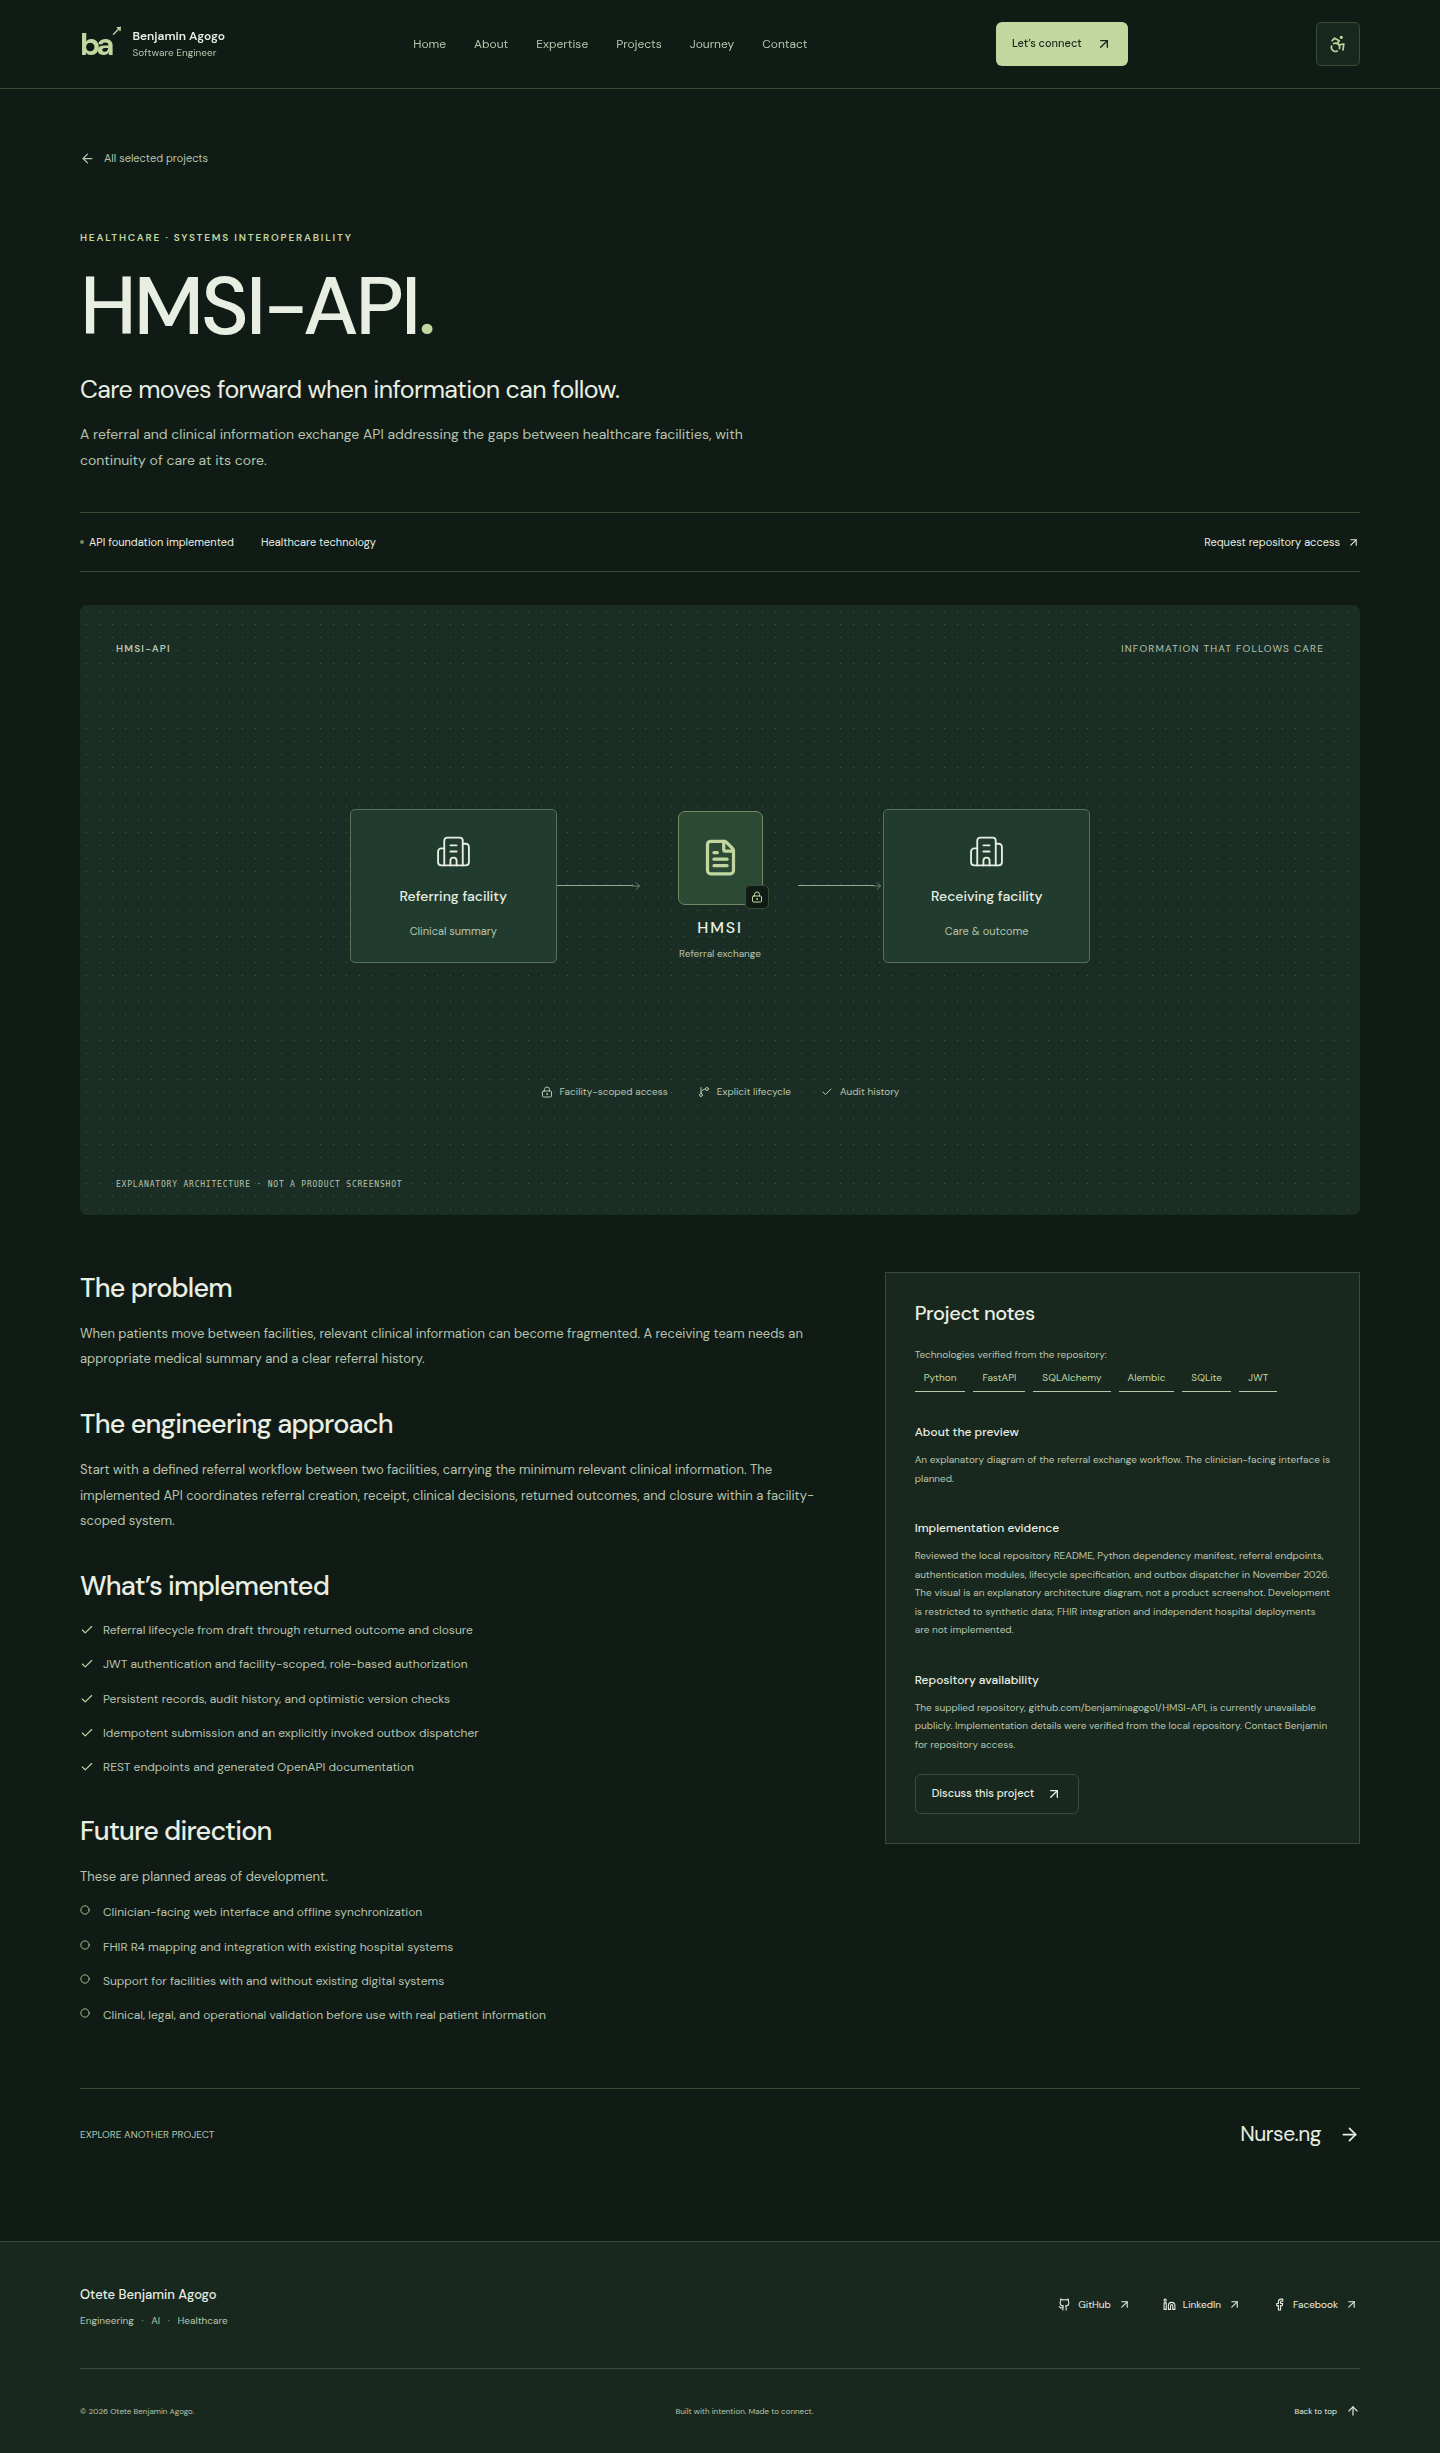 ba
Benjamin Agogo
Software Engineer
Home
About
Expertise
Projects
Journey
Contact
Let's connect
All selected projects
HEALTHCARE · SYSTEMS INTEROPERABILITY
HMSI-API.
Care moves forward when information can follow.
A referral and clinical information exchange API addressing the gaps between healthcare facilities, with
continuity of care at its core.
API foundation implemented
Healthcare technology
Request repository access
HMSI-API
INFORMATION THAT FOLLOWS CARE
Referring facility
Clinical summary
HMSI
Referral exchange
Receiving facility
Care & outcome
Facility-scoped access
Explicit lifecycle
Audit history
EXPLANATORY ARCHITECTURE · NOT A PRODUCT SCREENSHOT
The problem
When patients move between facilities, relevant clinical information can become fragmented. A receiving team needs an
appropriate medical summary and a clear referral history.
The engineering approach
Start with a defined referral workflow between two facilities, carrying the minimum relevant clinical information. The
implemented API coordinates referral creation, receipt, clinical decisions, returned outcomes, and closure within a facility-
scoped system.
What's implemented
Referral lifecycle from draft through returned outcome and closure
JWT authentication and facility-scoped, role-based authorization
Persistent records, audit history, and optimistic version checks
Idempotent submission and an explicitly invoked outbox dispatcher
REST endpoints and generated OpenAPI documentation
Future direction
These are planned areas of development.
Clinician-facing web interface and offline synchronization
FHIR R4 mapping and integration with existing hospital systems
Support for facilities with and without existing digital systems
Clinical, legal, and operational validation before use with real patient information
Project notes
Technologies verified from the repository:
Python
FastAPI
SQLAlchemy
Alembic
SQLite
JWT
About the preview
An explanatory diagram of the referral exchange workflow. The clinician-facing interface is
planned.
Implementation evidence
Reviewed the local repository README, Python dependency manifest, referral endpoints,
authentication modules, lifecycle specification, and outbox dispatcher in November 2026.
The visual is an explanatory architecture diagram, not a product screenshot. Development
is restricted to synthetic data; FHIR integration and independent hospital deployments
are not implemented.
Repository availability
The supplied repository, github.com/benjaminagogo1/HMSI-API, is currently unavailable
publicly. Implementation details were verified from the local repository. Contact Benjamin
for repository access.
Discuss this project
EXPLORE ANOTHER PROJECT
Nurse.ng
Otete Benjamin Agogo
Engineering · AI · Healthcare
GitHub
LinkedIn
Facebook
© 2026 Otete Benjamin Agogo.
Built with intention. Made to connect.
Back to top